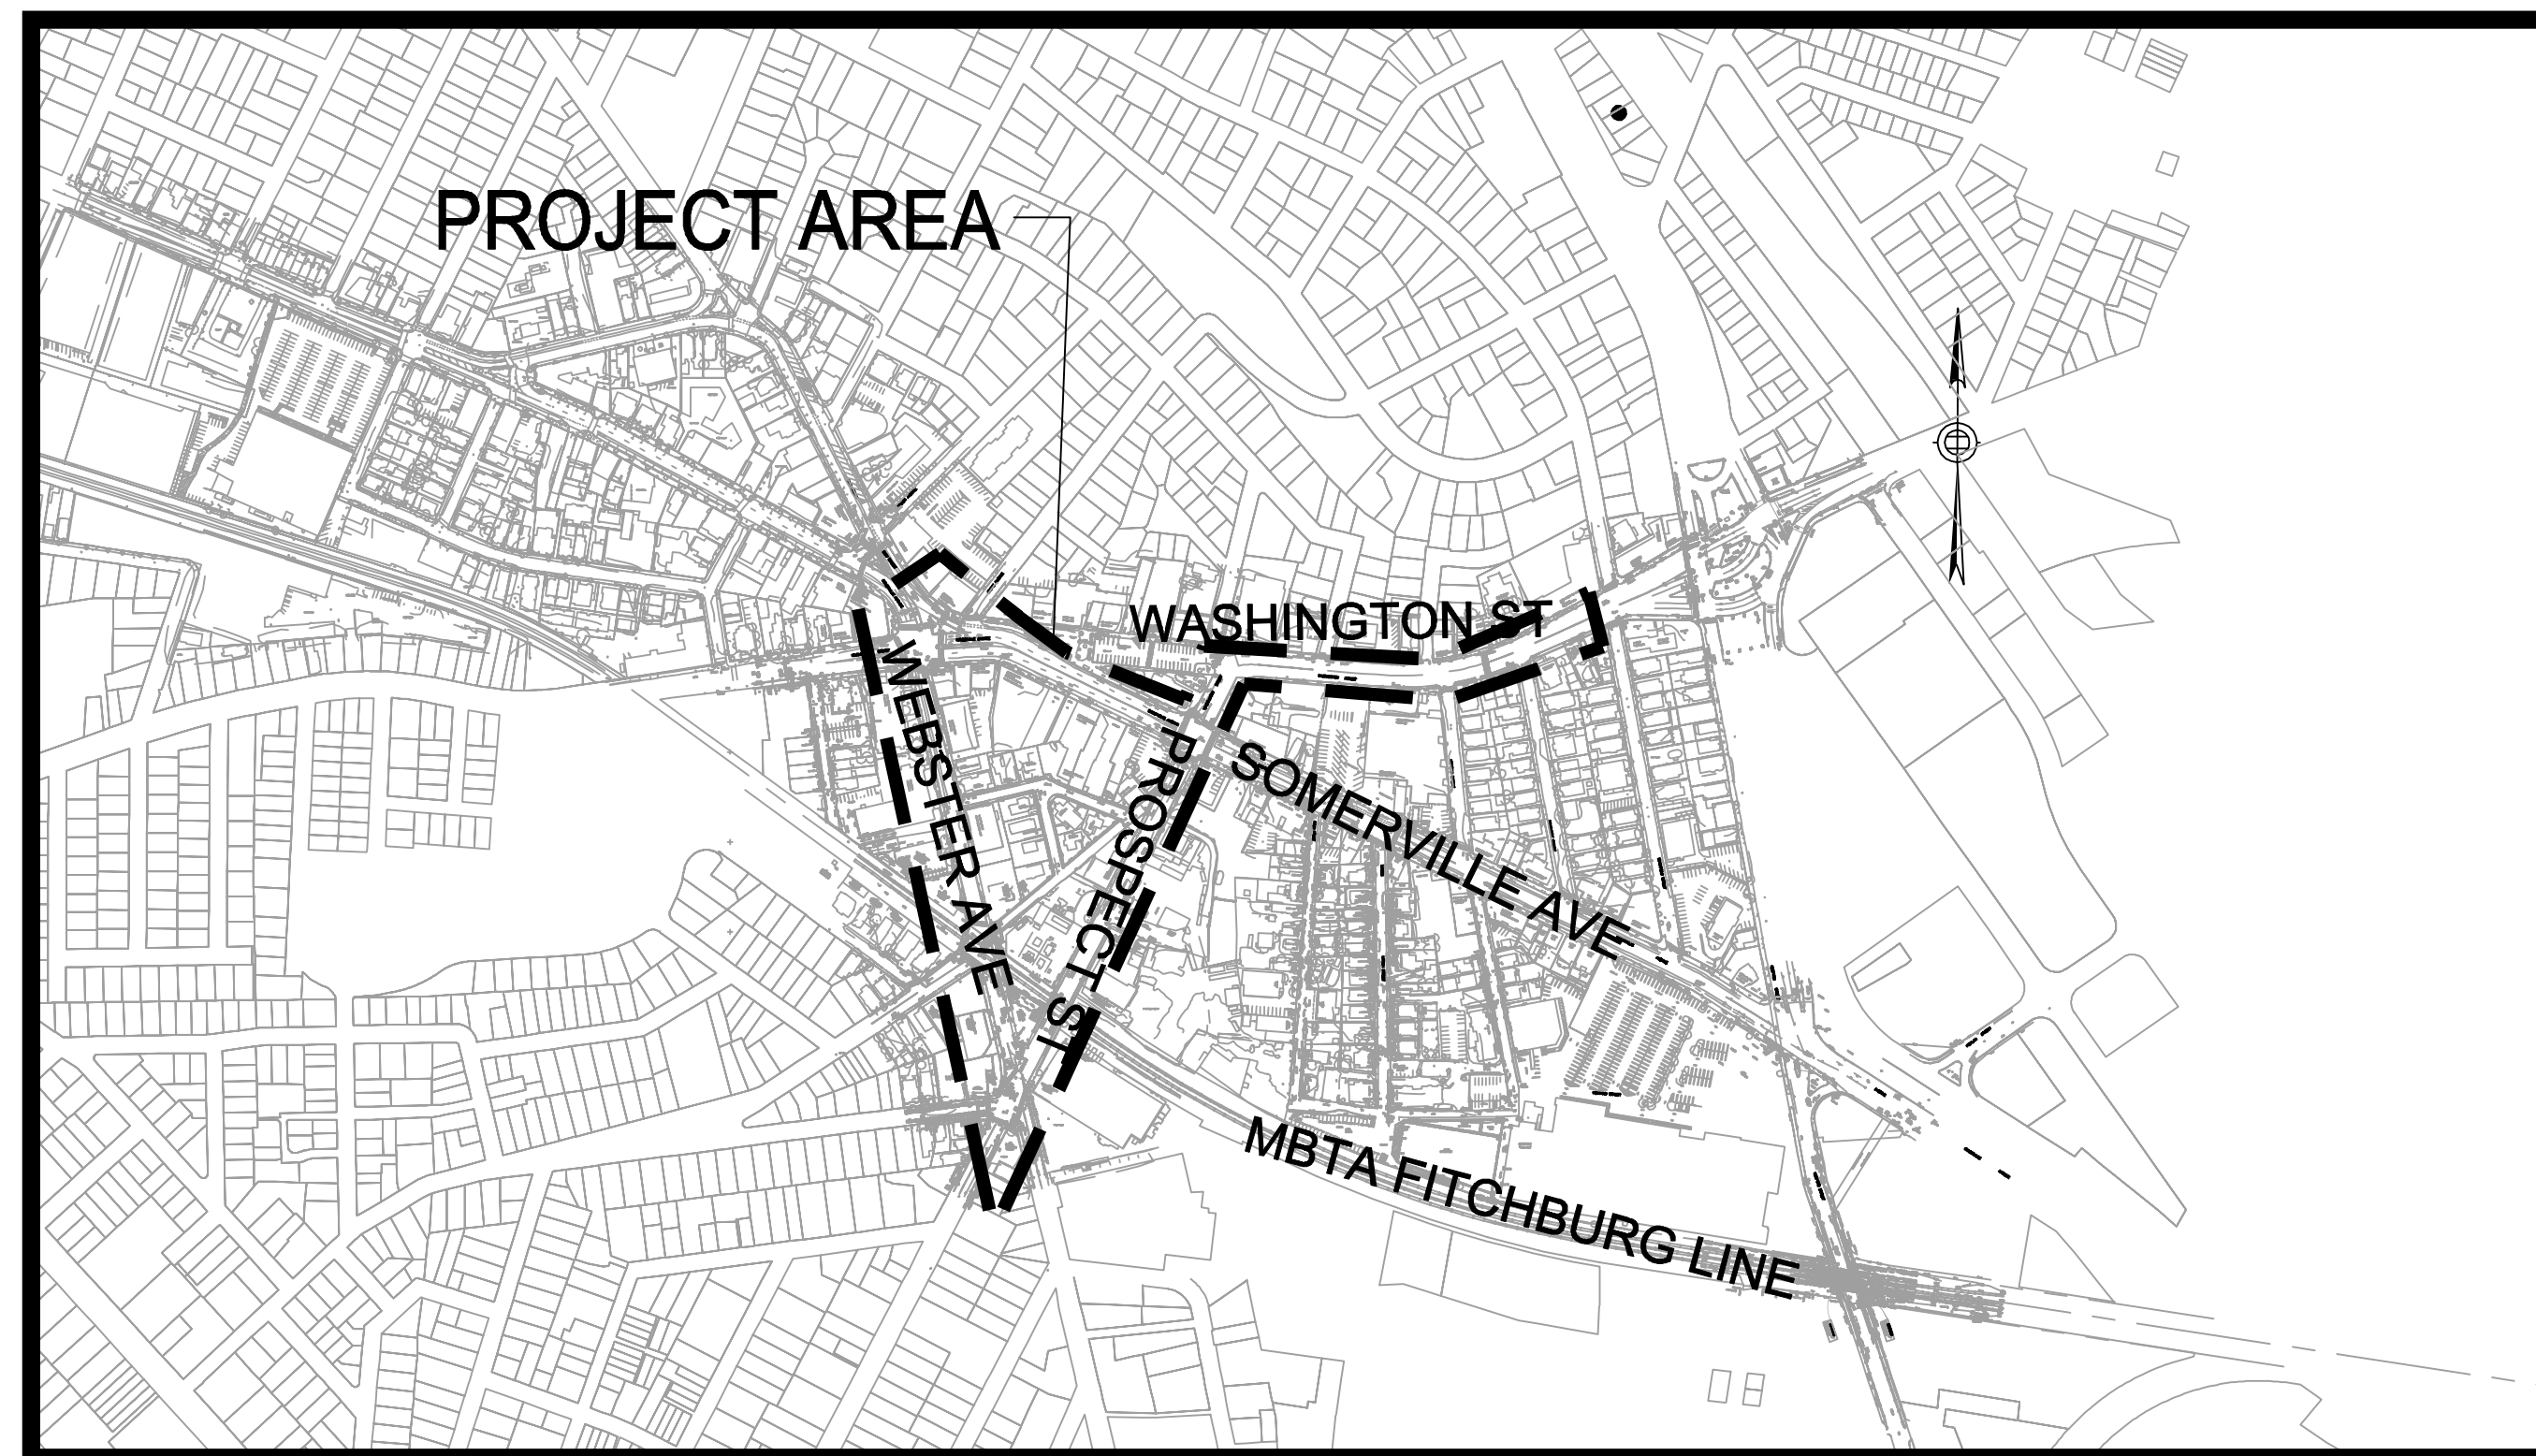 PROJECT AREA
WASHINGTON ST
WEBSTER AVE
PROSPECT ST
SOMERVILLE AVE
MBTA FITCHBURG LINE